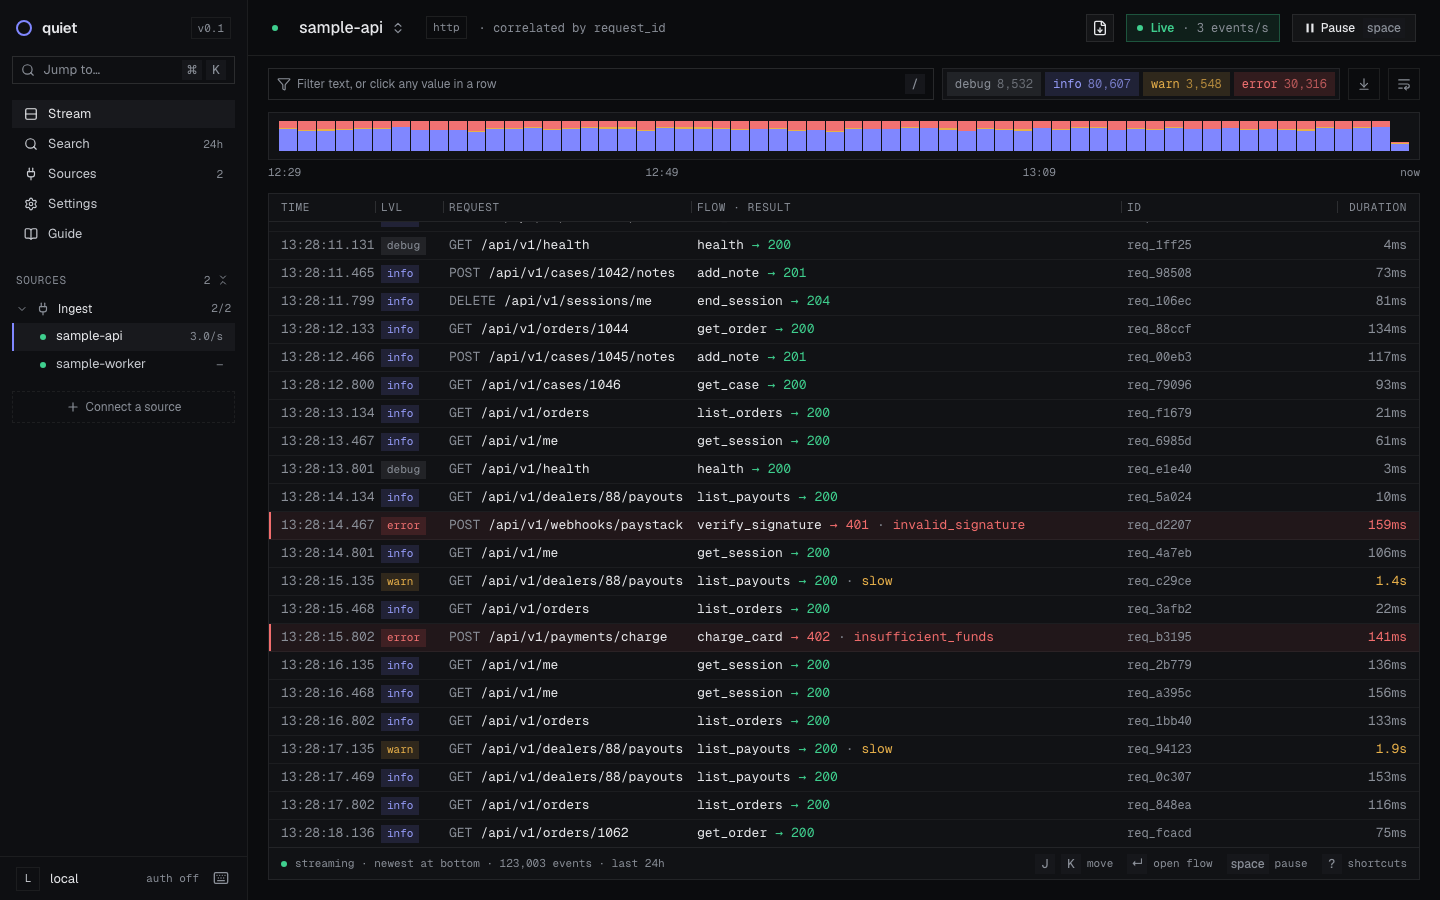 quiet v0.1
Jump to… ⌘ K
Stream
Search 24h
Sources 2
Settings
Guide
SOURCES 2
Ingest 2/2
sample-api 3.0/s
sample-worker –
+ Connect a source
L local auth off
sample-api http · correlated by request_id
Live · 3 events/s Pause space
Filter text, or click any value in a row /
debug 8,532 info 80,607 warn 3,548 error 30,316
12:29 12:49 13:09 now
TIME LVL REQUEST FLOW · RESULT ID DURATION
13:28:11.131 debug GET /api/v1/health health → 200 req_1ff25 4ms
13:28:11.465 info POST /api/v1/cases/1042/notes add_note → 201 req_98508 73ms
13:28:11.799 info DELETE /api/v1/sessions/me end_session → 204 req_106ec 81ms
13:28:12.133 info GET /api/v1/orders/1044 get_order → 200 req_88ccf 134ms
13:28:12.466 info POST /api/v1/cases/1045/notes add_note → 201 req_00eb3 117ms
13:28:12.800 info GET /api/v1/cases/1046 get_case → 200 req_79096 93ms
13:28:13.134 info GET /api/v1/orders list_orders → 200 req_f1679 21ms
13:28:13.467 info GET /api/v1/me get_session → 200 req_6985d 61ms
13:28:13.801 debug GET /api/v1/health health → 200 req_e1e40 3ms
13:28:14.134 info GET /api/v1/dealers/88/payouts list_payouts → 200 req_5a024 10ms
13:28:14.467 error POST /api/v1/webhooks/paystack verify_signature → 401 · invalid_signature req_d2207 159ms
13:28:14.801 info GET /api/v1/me get_session → 200 req_4a7eb 106ms
13:28:15.135 warn GET /api/v1/dealers/88/payouts list_payouts → 200 · slow req_c29ce 1.4s
13:28:15.468 info GET /api/v1/orders list_orders → 200 req_3afb2 22ms
13:28:15.802 error POST /api/v1/payments/charge charge_card → 402 · insufficient_funds req_b3195 141ms
13:28:16.135 info GET /api/v1/me get_session → 200 req_2b779 136ms
13:28:16.468 info GET /api/v1/me get_session → 200 req_a395c 156ms
13:28:16.802 info GET /api/v1/orders list_orders → 200 req_1bb40 133ms
13:28:17.135 warn GET /api/v1/dealers/88/payouts list_payouts → 200 · slow req_94123 1.9s
13:28:17.469 info GET /api/v1/dealers/88/payouts list_payouts → 200 req_0c307 153ms
13:28:17.802 info GET /api/v1/orders list_orders → 200 req_848ea 116ms
13:28:18.136 info GET /api/v1/orders/1062 get_order → 200 req_fcacd 75ms
streaming · newest at bottom · 123,003 events · last 24h J K move ↵ open flow space pause ? shortcuts